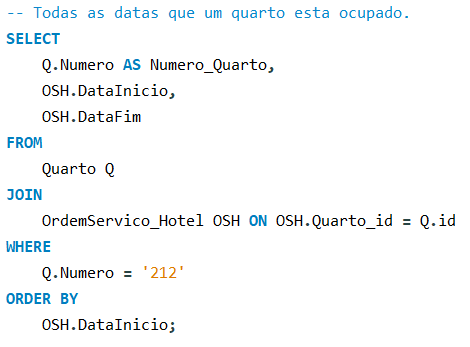 -- Todas as datas que um quarto esta ocupado.
SELECT
    Q.Numero AS Numero_Quarto,
    OSH.DataInicio,
    OSH.DataFim
FROM
    Quarto Q
JOIN
    OrdemServico_Hotel OSH ON OSH.Quarto_id = Q.id
WHERE
    Q.Numero = '212'
ORDER BY
    OSH.DataInicio;